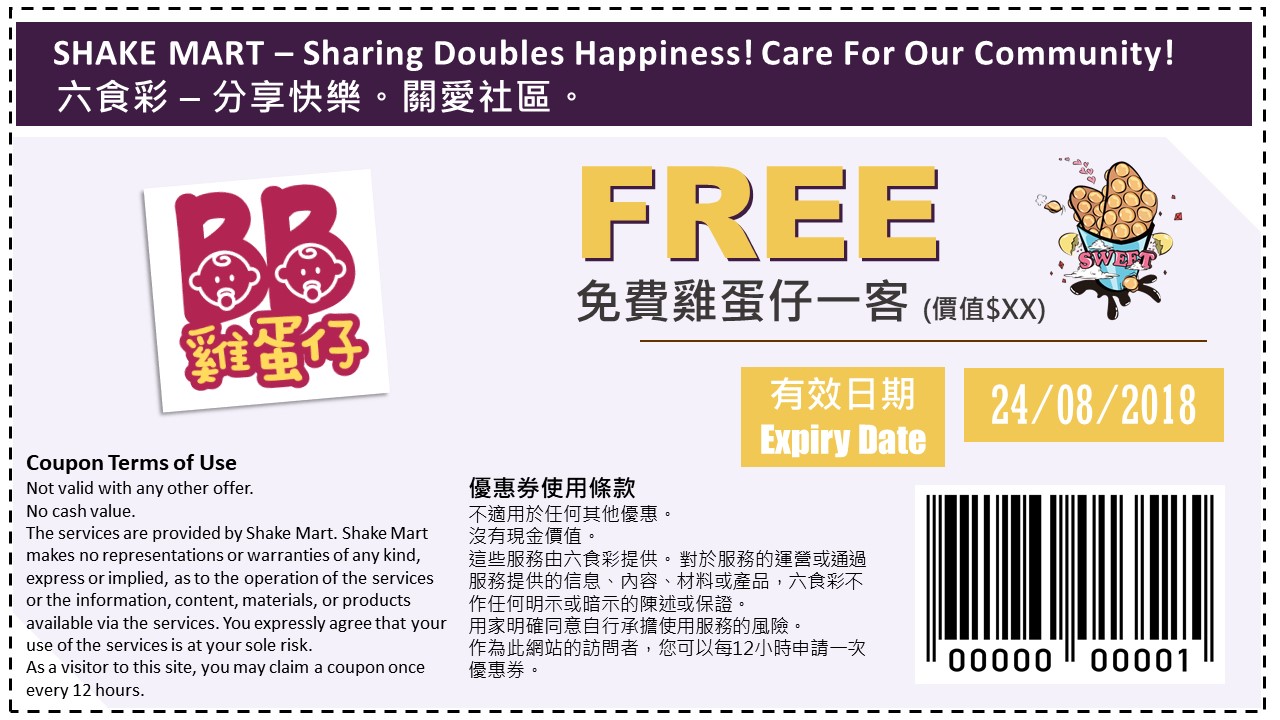 SHAKE MART – Sharing Doubles Happiness! Care For Our Community!
六食彩 – 分享快樂。關愛社區。
BB
雞蛋仔
FREE
免費雞蛋仔一客 (價值$XX)
SWEET
有效日期
Expiry Date
24/08/2018
Coupon Terms of Use
Not valid with any other offer.
No cash value.
The services are provided by Shake Mart. Shake Mart
makes no representations or warranties of any kind,
express or implied, as to the operation of the services
or the information, content, materials, or products
available via the services. You expressly agree that your
use of the services is at your sole risk.
As a visitor to this site, you may claim a coupon once
every 12 hours.
優惠券使用條款
不適用於任何其他優惠。
沒有現金價值。
這些服務由六食彩提供。 對於服務的運營或通過
服務提供的信息、內容、材料或產品，六食彩不
作任何明示或暗示的陳述或保證。
用家明確同意自行承擔使用服務的風險。
作為此網站的訪問者，您可以每12小時申請一次
優惠券。
00000 00001